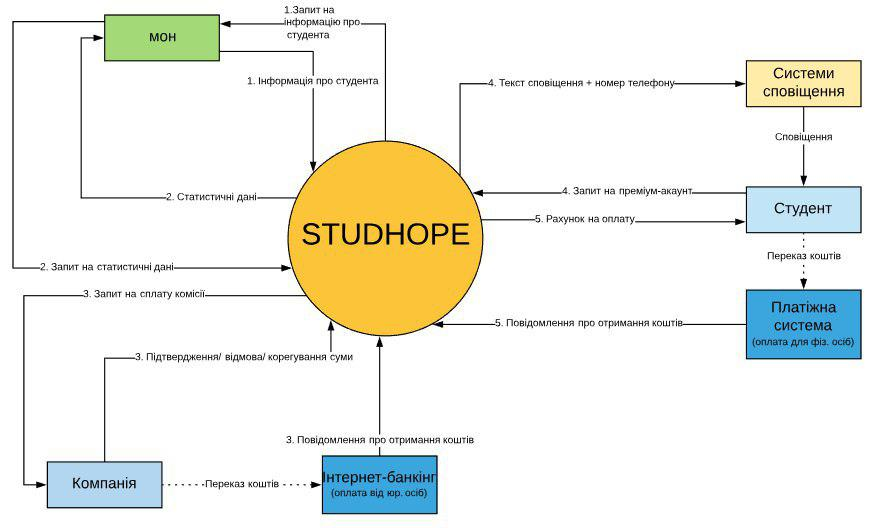 1.Запит на
інформацію про
студента
мон
1. Інформація про студента
4. Текст сповіщення + номер телефону
Системи
сповіщення
Сповіщення
2. Статистичні дані
4. Запит на преміум-акаунт
Студент
5. Рахунок на оплату
STUDHOPE
Переказ коштів
2. Запит на статистичні дані
3. Запит на сплату комісії
Платіжна
система
(оплата для фіз. осіб)
5. Повідомлення про отримання коштів
3. Підтвердження/ відмова/ корегування суми
3. Повідомлення про отримання коштів
Компанія
Переказ коштів
Інтернет-банкінг
(оплата від юр. осіб)